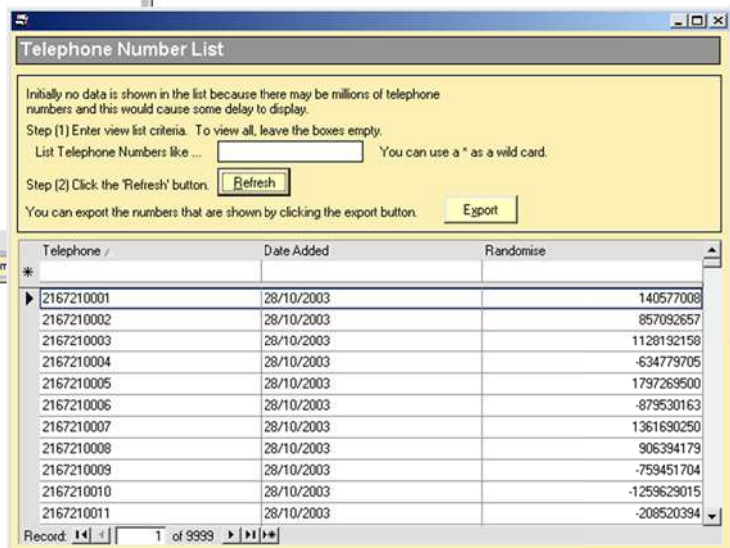 Telephone Number List
Initially no data is shown in the list because there may be millions of telephone
numbers and this would cause some delay to display.
Step (1) Enter view list criteria. To view all, leave the boxes empty.
List Telephone Numbers like ... You can use a * as a wild card.
Step (2) Click the 'Refresh' button. Refresh
You can export the numbers that are shown by clicking the export button. Export
Telephone / Date Added Randomise
*
2167210001 28/10/2003 140577008
2167210002 28/10/2003 857092657
2167210003 28/10/2003 1128192158
2167210004 28/10/2003 -634779705
2167210005 28/10/2003 1797269500
2167210006 28/10/2003 -879530163
2167210007 28/10/2003 1361690250
2167210008 28/10/2003 906394179
2167210009 28/10/2003 -759451704
2167210010 28/10/2003 -1259629015
2167210011 28/10/2003 -208520394
Record: 1 of 9999